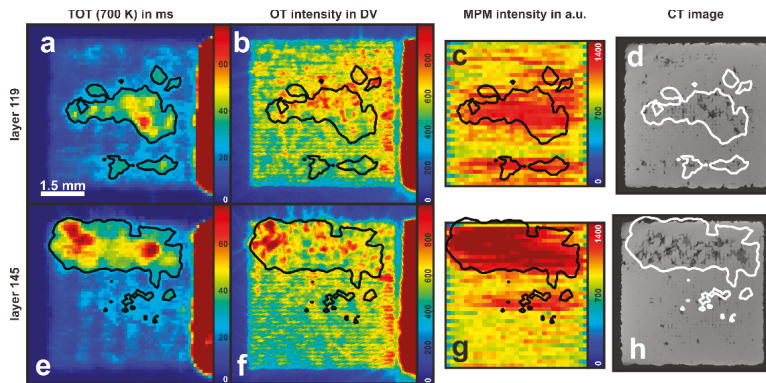 TOT (700 K) in ms OT intensity in DV MPM intensity in a.u. CT image
layer 119
a b c d
60 40 20 0
800 600 400 200 0
1400 700 0
1.5 mm
layer 145
e f g h
60 40 20 0
800 600 400 200 0
1400 700 0